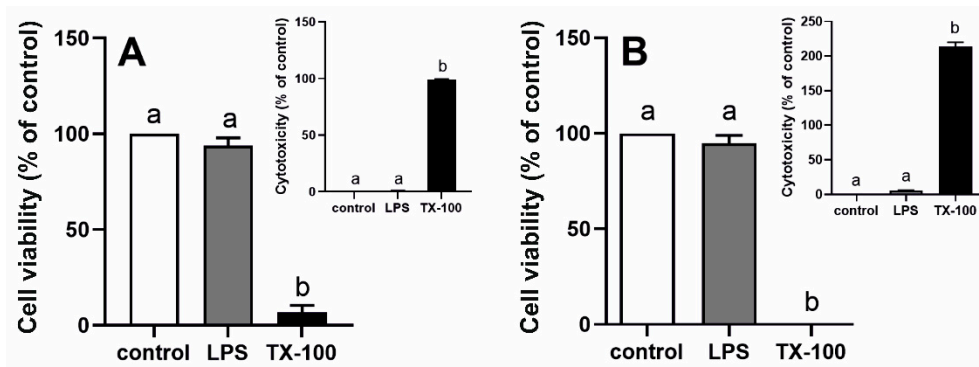 A
Cell viability (% of control)
150
100
50
0
a
a
b
control LPS TX-100
Cytotoxicity (% of control)
150
100
50
0
a
a
b
control LPS TX-100
B
Cell viability (% of control)
150
100
50
0
a
a
b
control LPS TX-100
Cytotoxicity (% of control)
250
200
150
100
50
0
a
a
b
control LPS TX-100